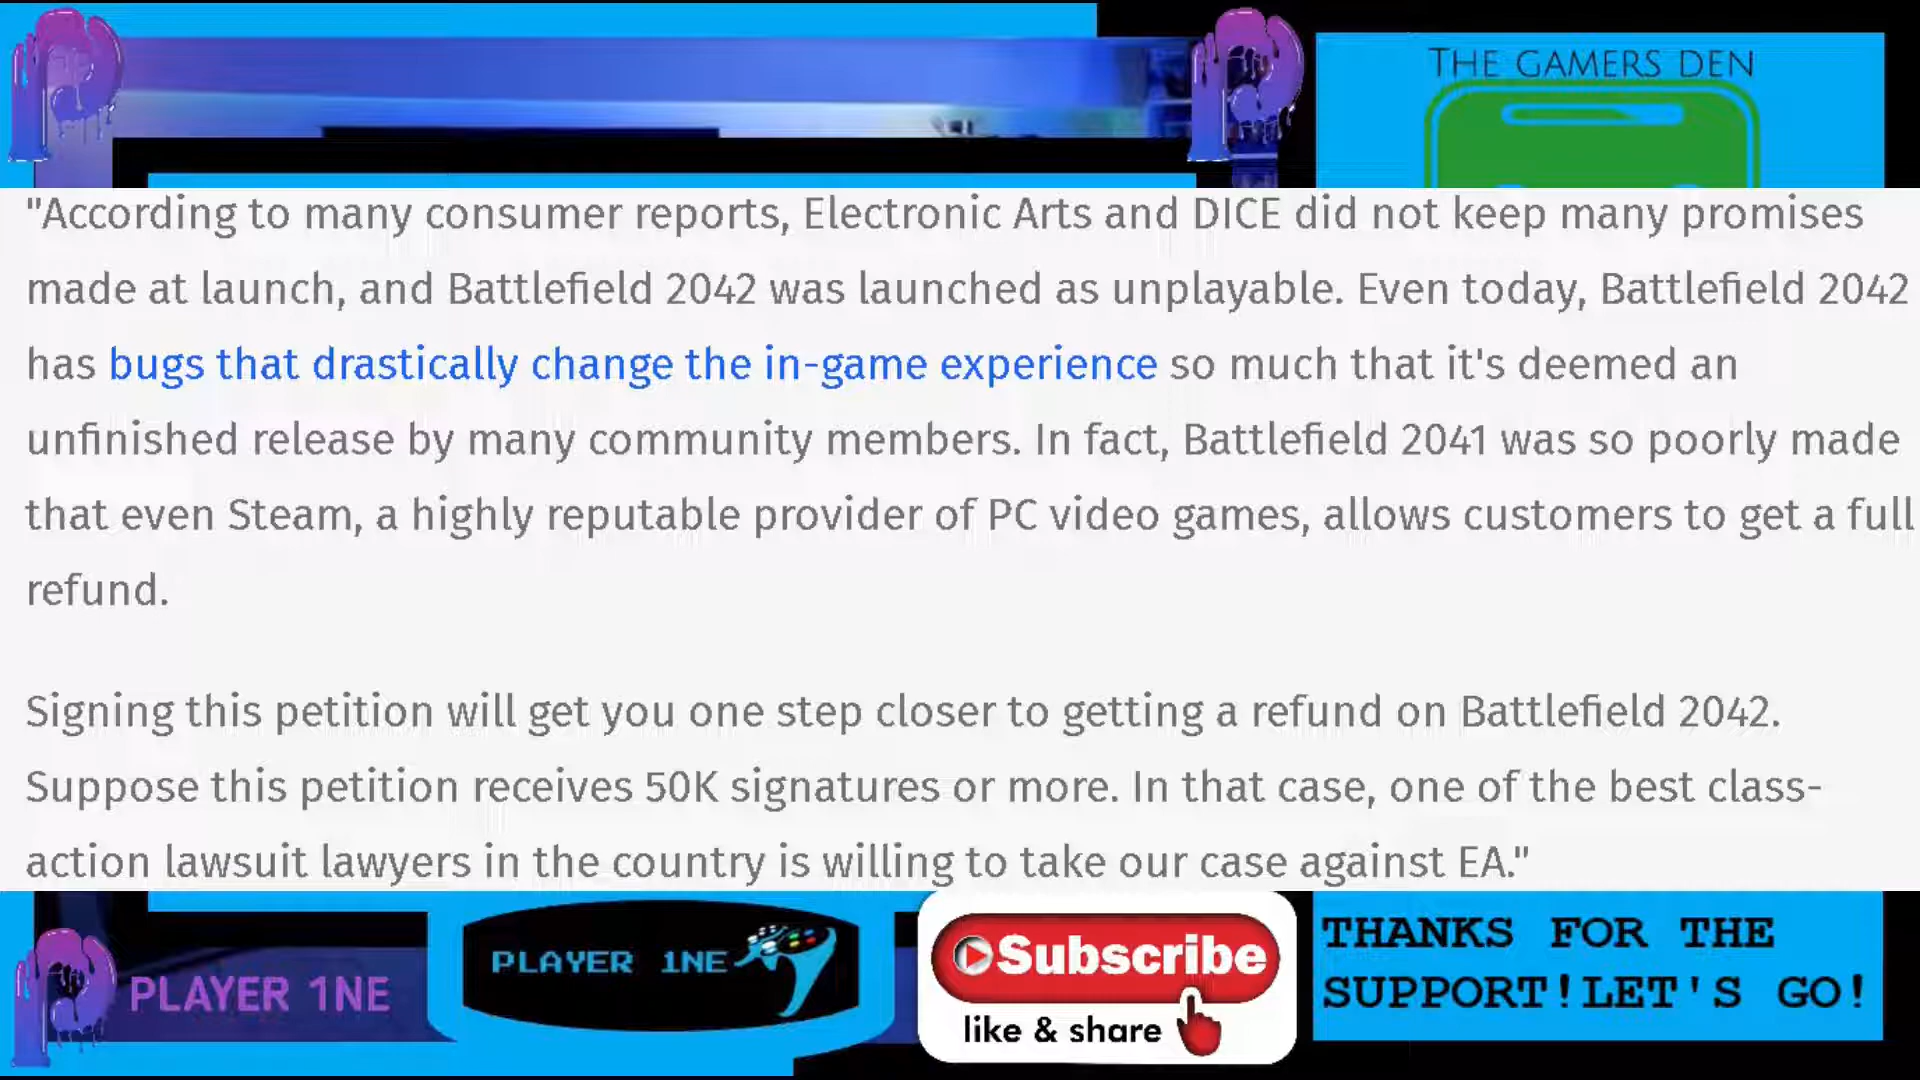 THE GAMERS DEN
"According to many consumer reports, Electronic Arts and DICE did not keep many promises
made at launch, and Battlefield 2042 was launched as unplayable. Even today, Battlefield 2042
has bugs that drastically change the in-game experience so much that it's deemed an
unfinished release by many community members. In fact, Battlefield 2041 was so poorly made
that even Steam, a highly reputable provider of PC video games, allows customers to get a full
refund.
Signing this petition will get you one step closer to getting a refund on Battlefield 2042.
Suppose this petition receives 50K signatures or more. In that case, one of the best class-
action lawsuit lawyers in the country is willing to take our case against EA."
PLAYER 1NE
PLAYER 1NE
Subscribe
like & share
THANKS FOR THE
SUPPORT!LET'S GO!